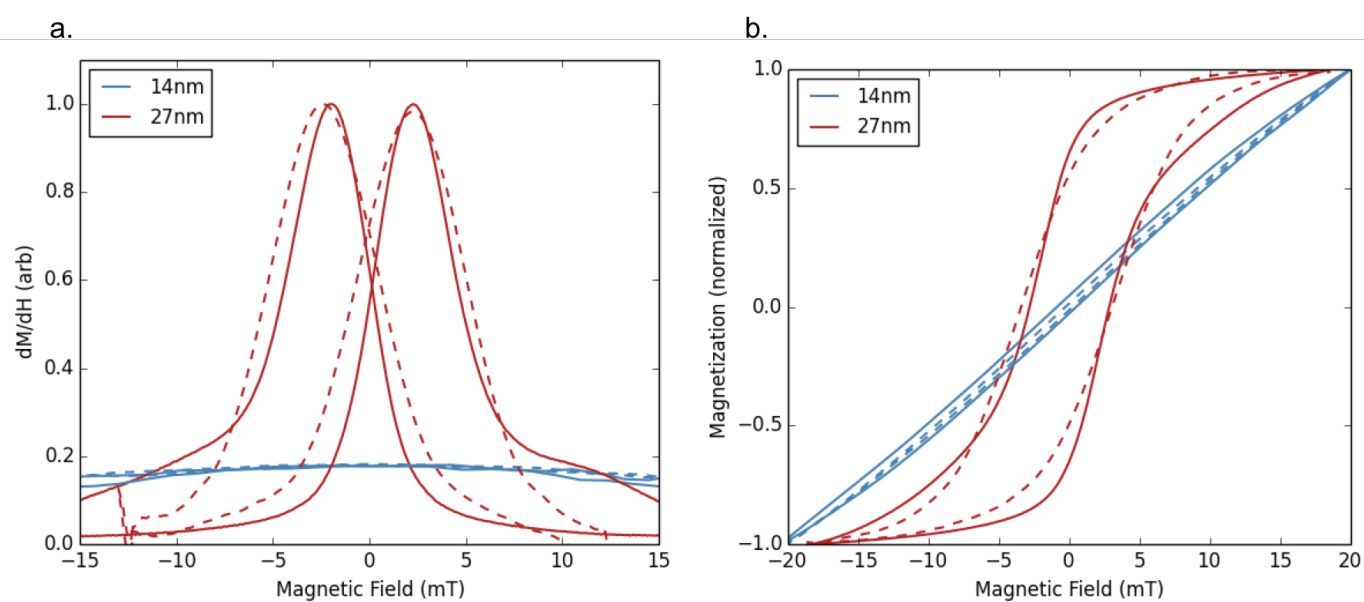 a.
14nm
27nm
1.0
0.8
0.6
0.4
0.2
0.0
dM/dH (arb)
−15
−10
−5
0
5
10
15
Magnetic Field (mT)
b.
14nm
27nm
1.0
0.5
0.0
−0.5
−1.0
Magnetization (normalized)
−20
−15
−10
−5
0
5
10
15
20
Magnetic Field (mT)